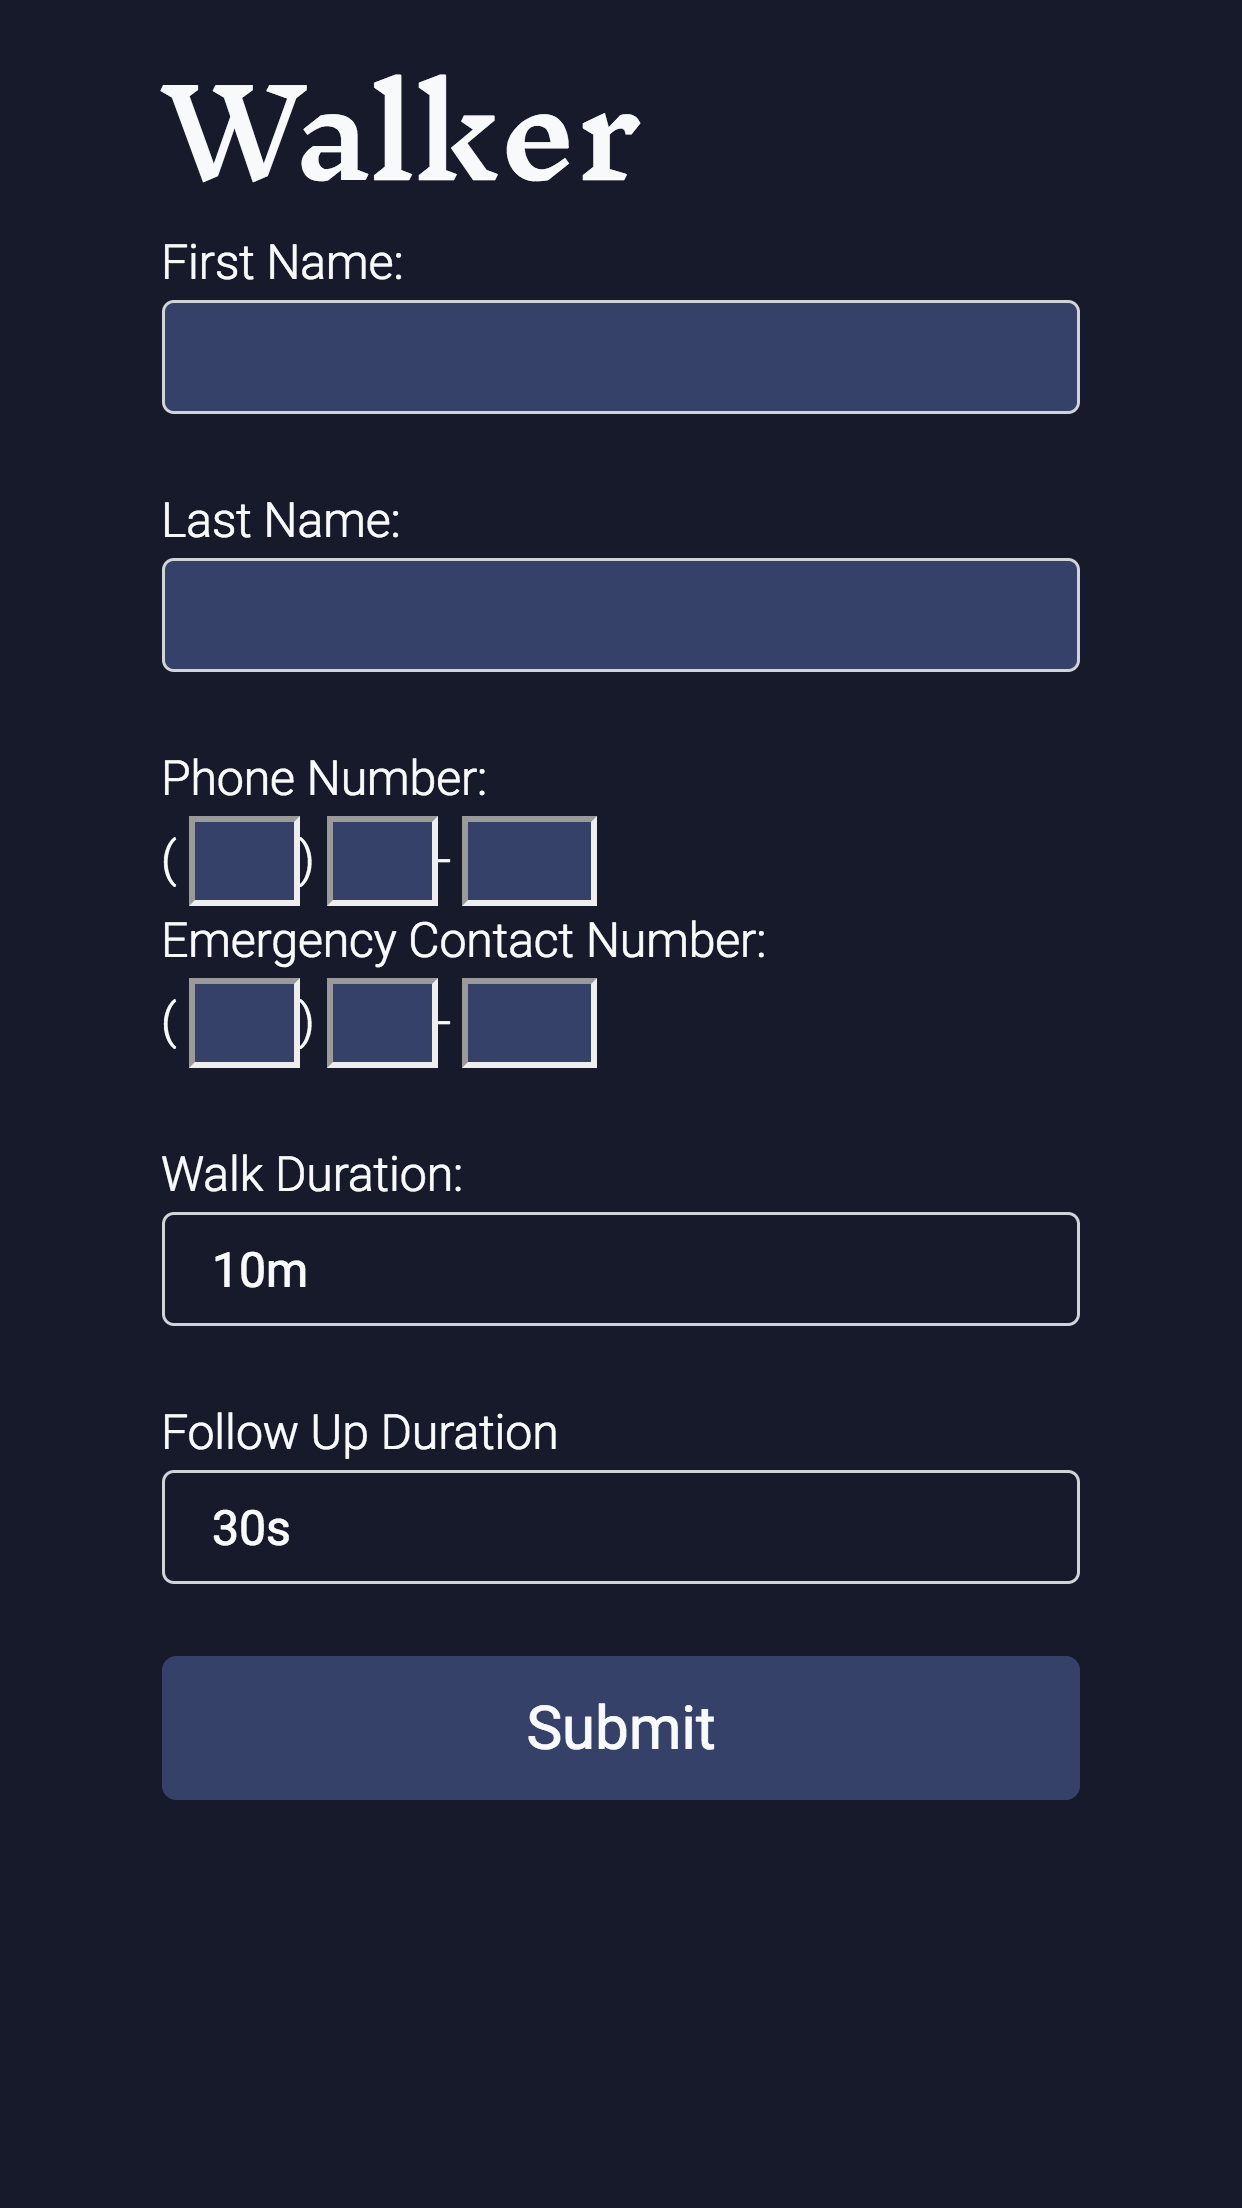 Walker
First Name:
Last Name:
Phone Number:
( ) -
Emergency Contact Number:
( ) -
Walk Duration:
10m
Follow Up Duration
30s
Submit